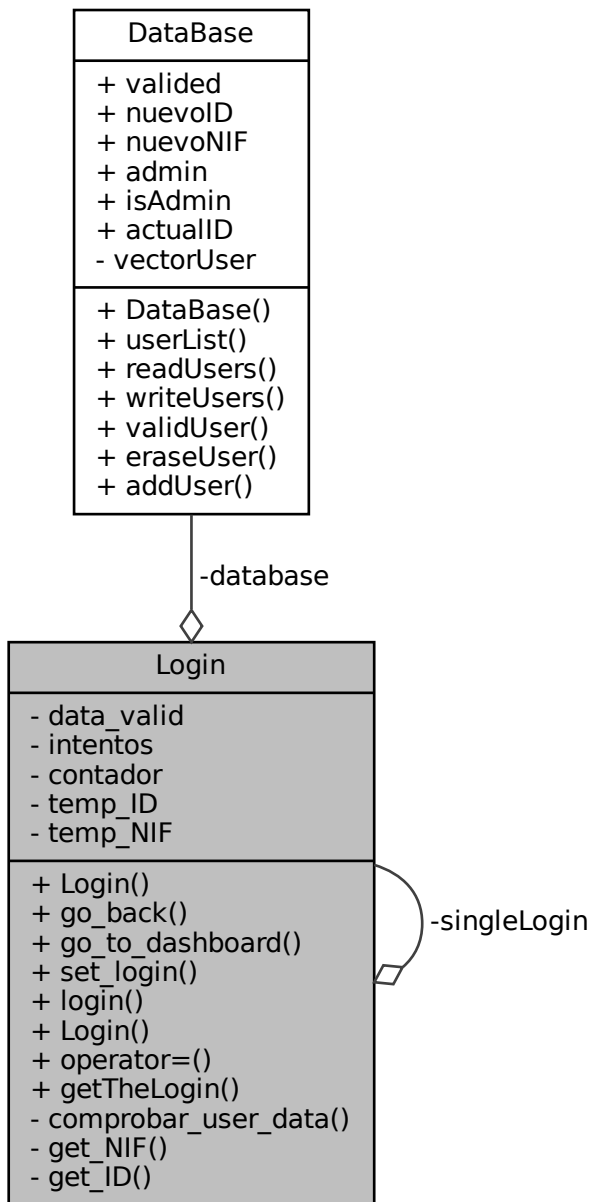 DataBase
+ valided
+ nuevoID
+ nuevoNIF
+ admin
+ isAdmin
+ actualID
- vectorUser
+ DataBase()
+ userList()
+ readUsers()
+ writeUsers()
+ validUser()
+ eraseUser()
+ addUser()
-database
Login
- data_valid
- intentos
- contador
- temp_ID
- temp_NIF
+ Login()
+ go_back()
+ go_to_dashboard()
+ set_login()
+ login()
+ Login()
+ operator=()
+ getTheLogin()
- comprobar_user_data()
- get_NIF()
- get_ID()
-singleLogin